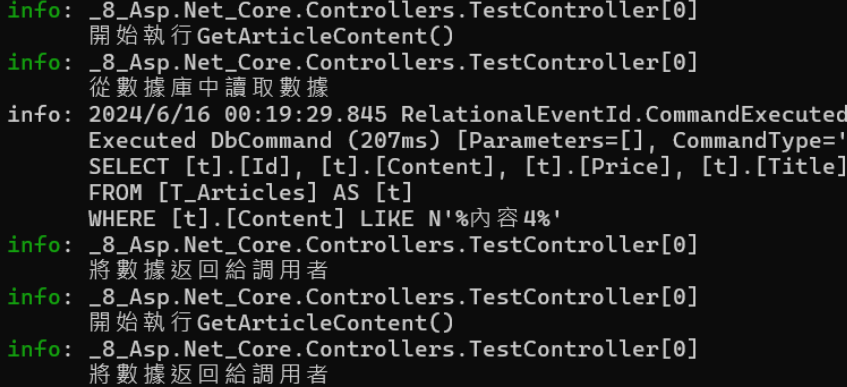 info: _8_Asp.Net_Core.Controllers.TestController[0]
開始執行GetArticleContent()
info: _8_Asp.Net_Core.Controllers.TestController[0]
從數據庫中讀取數據
info: 2024/6/16 00:19:29.845 RelationalEventId.CommandExecuted
Executed DbCommand (207ms) [Parameters=[], CommandType='
SELECT [t].[Id], [t].[Content], [t].[Price], [t].[Title]
FROM [T_Articles] AS [t]
WHERE [t].[Content] LIKE N'%內容4%'
info: _8_Asp.Net_Core.Controllers.TestController[0]
將數據返回給調用者
info: _8_Asp.Net_Core.Controllers.TestController[0]
開始執行GetArticleContent()
info: _8_Asp.Net_Core.Controllers.TestController[0]
將數據返回給調用者